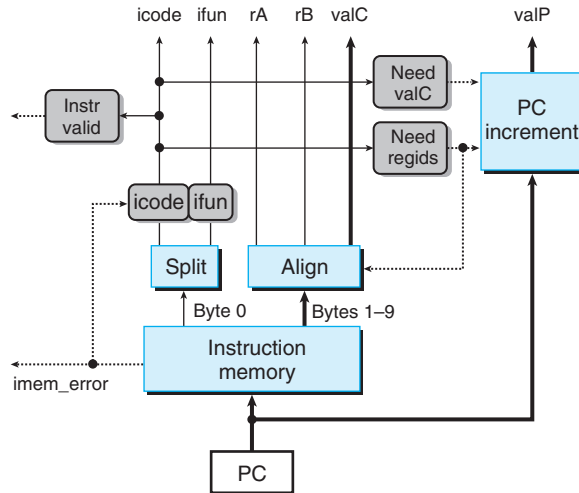 icode ifun rA rB valC valP
Need
valC
Instr
valid
PC
increment
Need
regids
icode ifun
Split
Align
Byte 0
Bytes 1–9
Instruction
memory
imem_error
PC